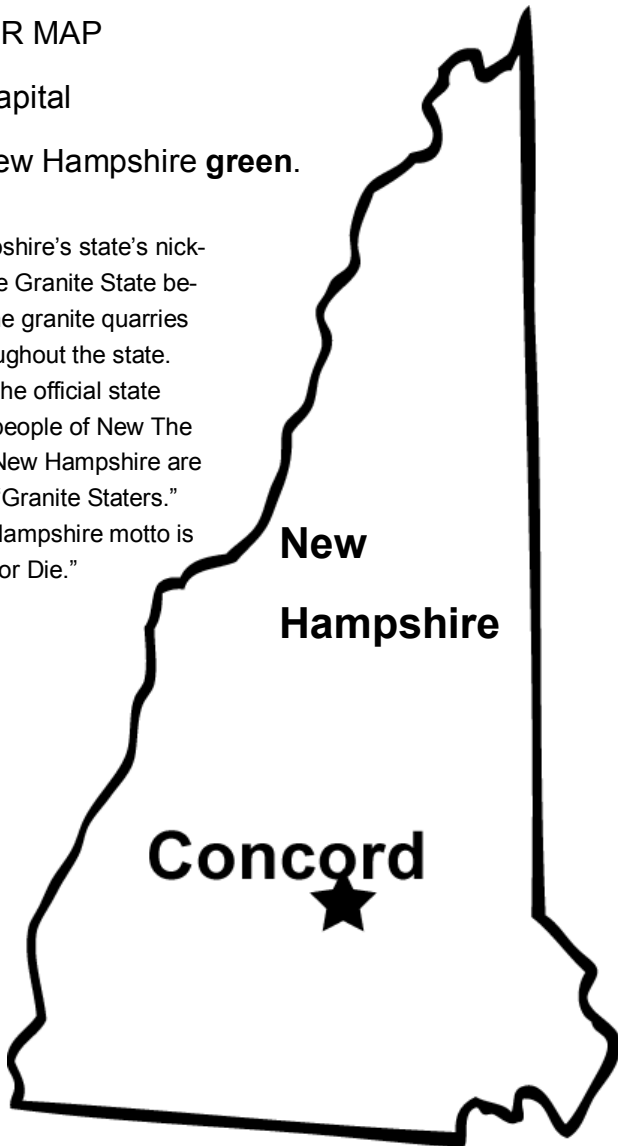 R MAP
apital
ew Hampshire green.
pshire’s state’s nick-
e Granite State be-
ne granite quarries
ughout the state.
he official state
people of New The
New Hampshire are
“Granite Staters.”
Hampshire motto is
or Die.”
New
Hampshire
Concord